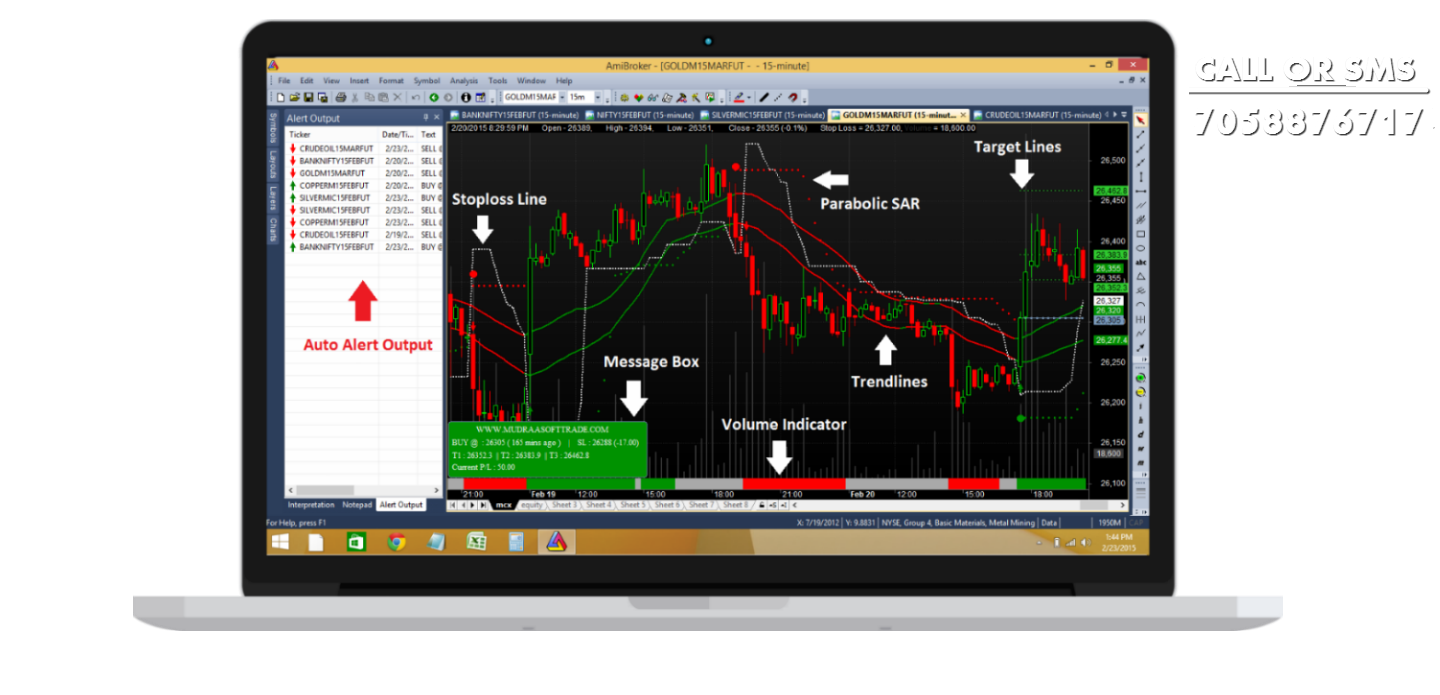 CALL OR SMS
7058876717
AmiBroker - [GOLDM15MARFUT - - 15-minute]
File Edit View Insert Format Symbol Analysis Tools Window Help
GOLDM15MAF 15m
Alert Output
BANKNIFTY15FEBFUT (15-minute) NIFTY15FEBFUT (15-minute) SILVERMIC15FEBFUT (15-minute) GOLDM15MARFUT (15-minut... CRUDEOIL15MARFUT (15-minute)
2/20/2015 8:29:59 PM Open - 26389, High - 26394, Low - 26351, Close - 26355 (-0.1%) Stop Loss = 26,327.00, Volume = 18,600.00
Symbols
Layouts
Layers
Charts
Ticker Date/Ti... Text
CRUDEOIL15MARFUT 2/23/2... SELL
BANKNIFTY15FEBFUT 2/20/2... SELL
GOLDM15MARFUT 2/20/2... SELL
COPPERM15FEBFUT 2/20/2... BUY
SILVERMIC15FEBFUT 2/23/2... BUY
SILVERMIC15FEBFUT 2/23/2... SELL
COPPERM15FEBFUT 2/23/2... SELL
CRUDEOIL15FEBFUT 2/19/2... SELL
BANKNIFTY15FEBFUT 2/23/2... BUY
Auto Alert Output
Stoploss Line
Parabolic SAR
Target Lines
Message Box
Trendlines
Volume Indicator
26,500
26,462.8
26,450
26,400
26,383.9
26,355
26,355
26,352.3
26,327
26,320
26,305
26,277.4
26,250
26,200
26,150
18,600
26,100
abc
WWW.MUDRAASOFTTRADE.COM
BUY @ : 26305 ( 165 mins ago ) | SL : 26288 (-17.00)
T1 : 26352.3 | T2 : 26383.9 | T3 : 26462.8
Current P/L : 50.00
21:00 Feb 19 12:00 15:00 18:00 21:00 Feb 20 12:00 15:00 18:00
mcx equity Sheet 3 Sheet 4 Sheet 5 Sheet 6 Sheet 7 Sheet 8
Interpretation Notepad Alert Output
For Help, press F1
X: 7/19/2012 Y: 9.8831 NYSE, Group 4, Basic Materials, Metal Mining Data 1950M CAP
1:44 PM
2/23/2015